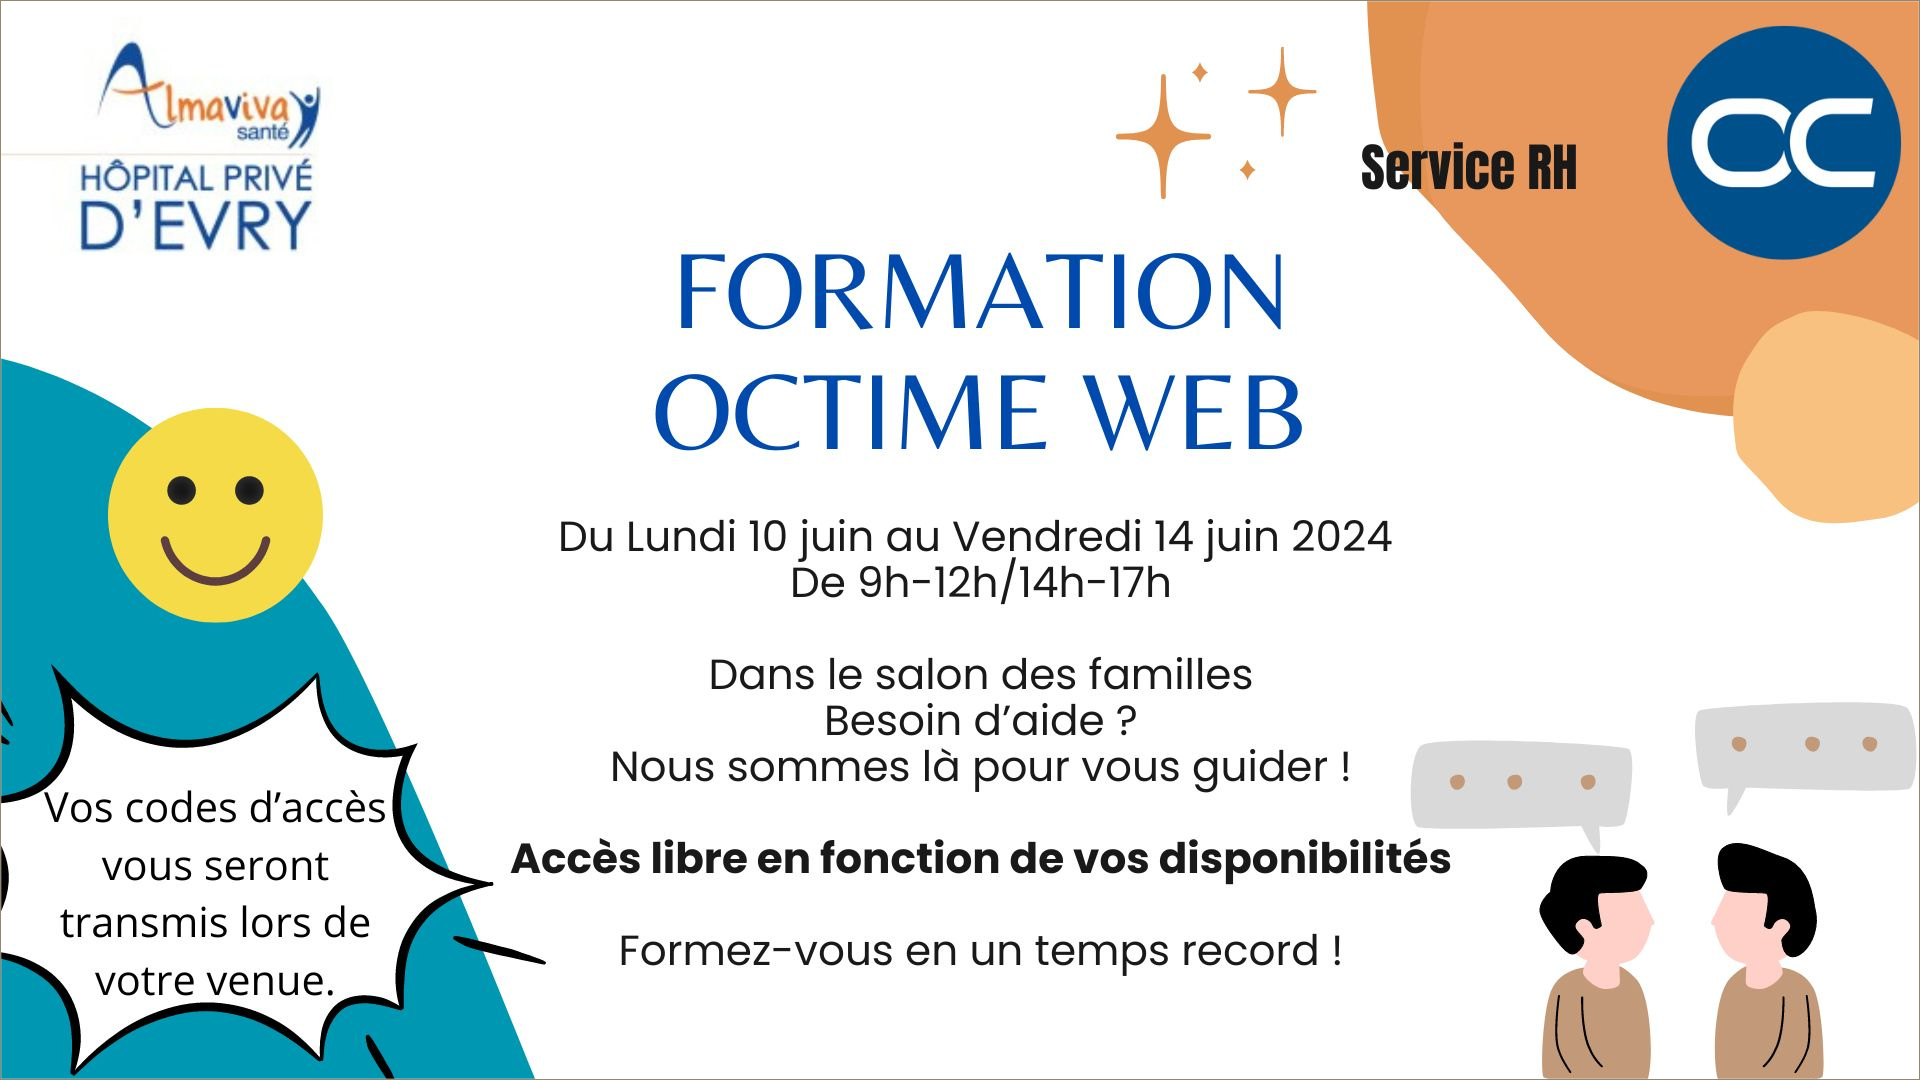 Almaviva
santé
HÔPITAL PRIVÉ
D’EVRY
Service RH
OC
FORMATION
OCTIME WEB
Du Lundi 10 juin au Vendredi 14 juin 2024
De 9h-12h/14h-17h
Dans le salon des familles
Besoin d’aide ?
Nous sommes là pour vous guider !
Accès libre en fonction de vos disponibilités
Formez-vous en un temps record !
Vos codes d’accès
vous seront
transmis lors de
votre venue.